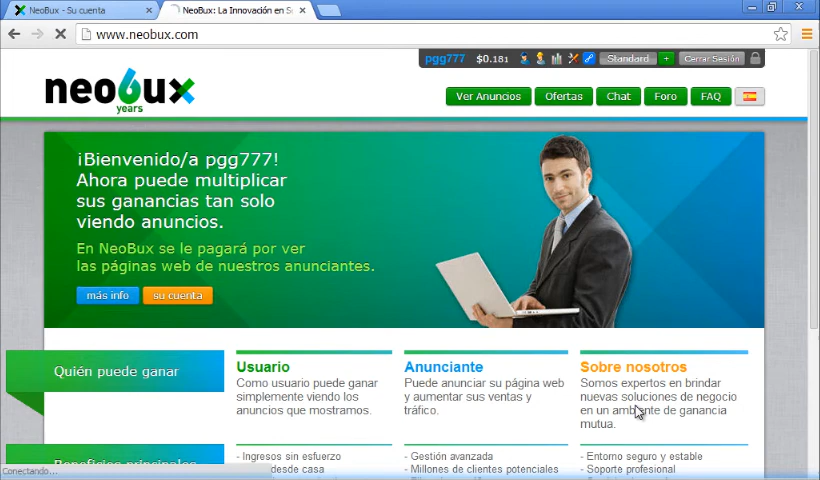 NeoBux - Su cuenta
NeoBux: La Innovación en Se
www.neobux.com
pgg777 $0.181 Standard + Cerrar Sesión
neobux
years
Ver Anuncios Ofertas Chat Foro FAQ
¡Bienvenido/a pgg777!
Ahora puede multiplicar
sus ganancias tan solo
viendo anuncios.
En NeoBux se le pagará por ver
las páginas web de nuestros anunciantes.
más info su cuenta
Quién puede ganar
Usuario
Como usuario puede ganar
simplemente viendo los
anuncios que mostramos.
Anunciante
Puede anunciar su página web
y aumentar sus ventas y
tráfico.
Sobre nosotros
Somos expertos en brindar
nuevas soluciones de negocio
en un ambiente de ganancia
mutua.
Beneficios principales
- Ingresos sin esfuerzo
desde casa
- Gestión avanzada
- Millones de clientes potenciales
- Entorno seguro y estable
- Soporte profesional
Conectando...